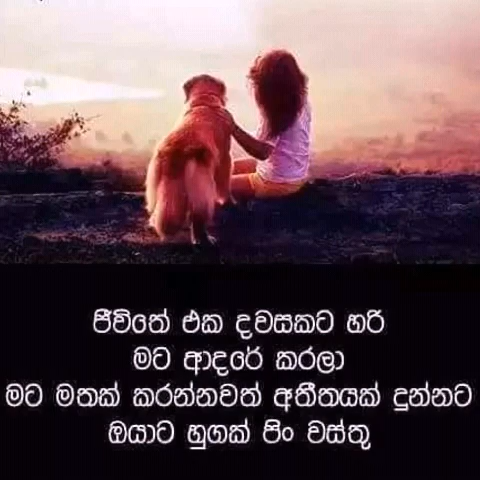 ජීවිතේ එක දවසකට හරි
මට ආදරේ කරලා
මට මතක් කරන්නවත් අතීතයක් දුන්නට
ඔයාට හුගක් පිං වස්තු